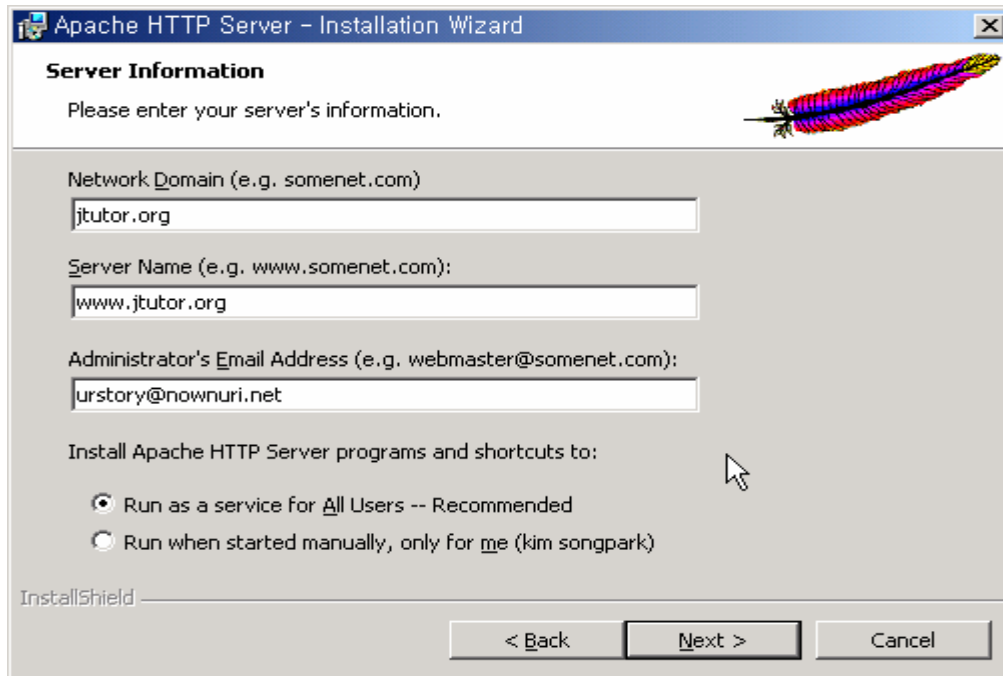 Apache HTTP Server - Installation Wizard
Server Information
Please enter your server's information.
Network Domain (e.g. somenet.com)
jtutor.org
Server Name (e.g. www.somenet.com):
www.jtutor.org
Administrator's Email Address (e.g. webmaster@somenet.com):
urstory@nownuri.net
Install Apache HTTP Server programs and shortcuts to:
Run as a service for All Users -- Recommended
Run when started manually, only for me (kim songpark)
InstallShield
< Back Next > Cancel